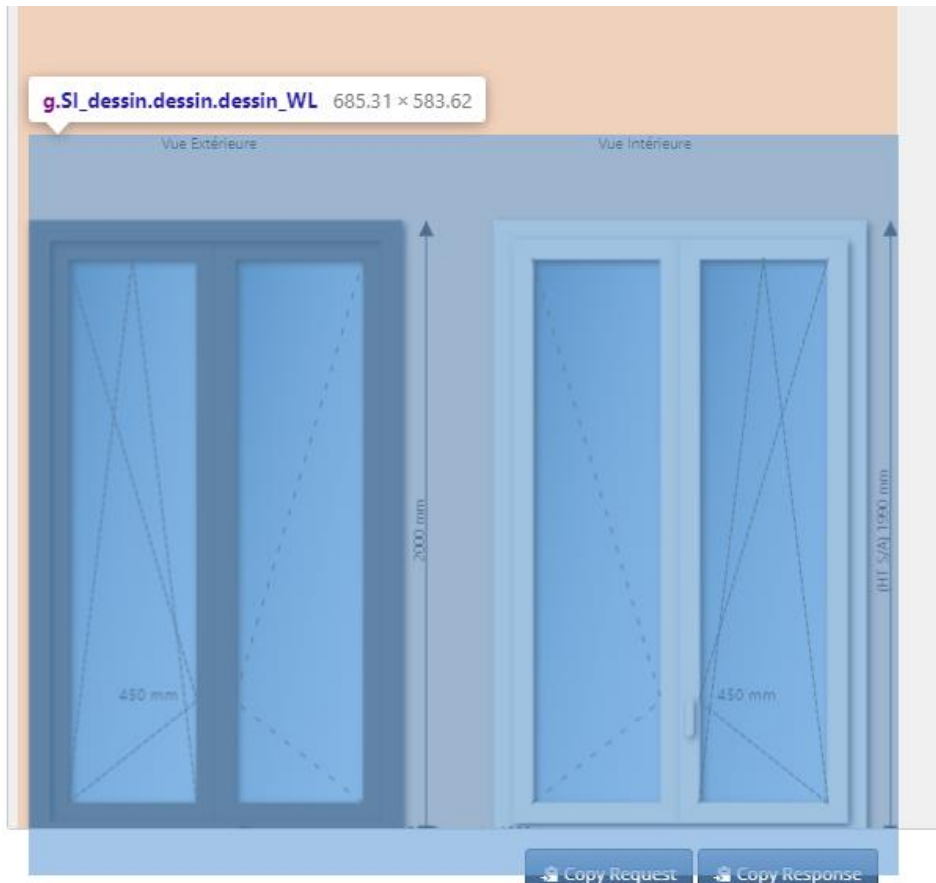 g.SI_dessin.dessin.dessin_WL 685.31 × 583.62
Vue Extérieure
Vue Intérieure
2000 mm
(HT S/A) 1990 mm
450 mm
450 mm
Copy Request
Copy Response